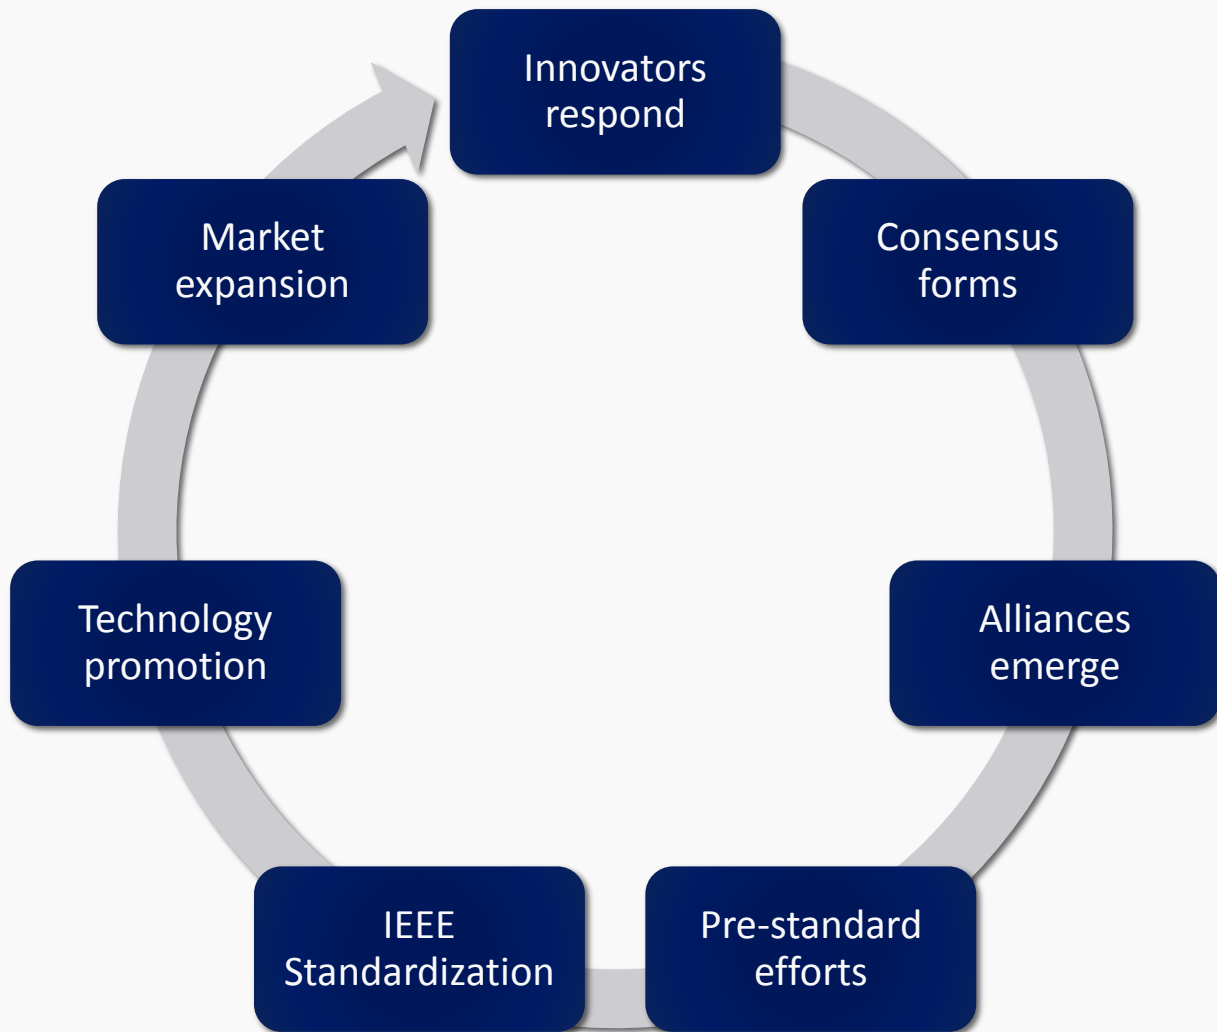 Innovators
respond
Consensus
forms
Alliances
emerge
Pre-standard
efforts
IEEE
Standardization
Technology
promotion
Market
expansion